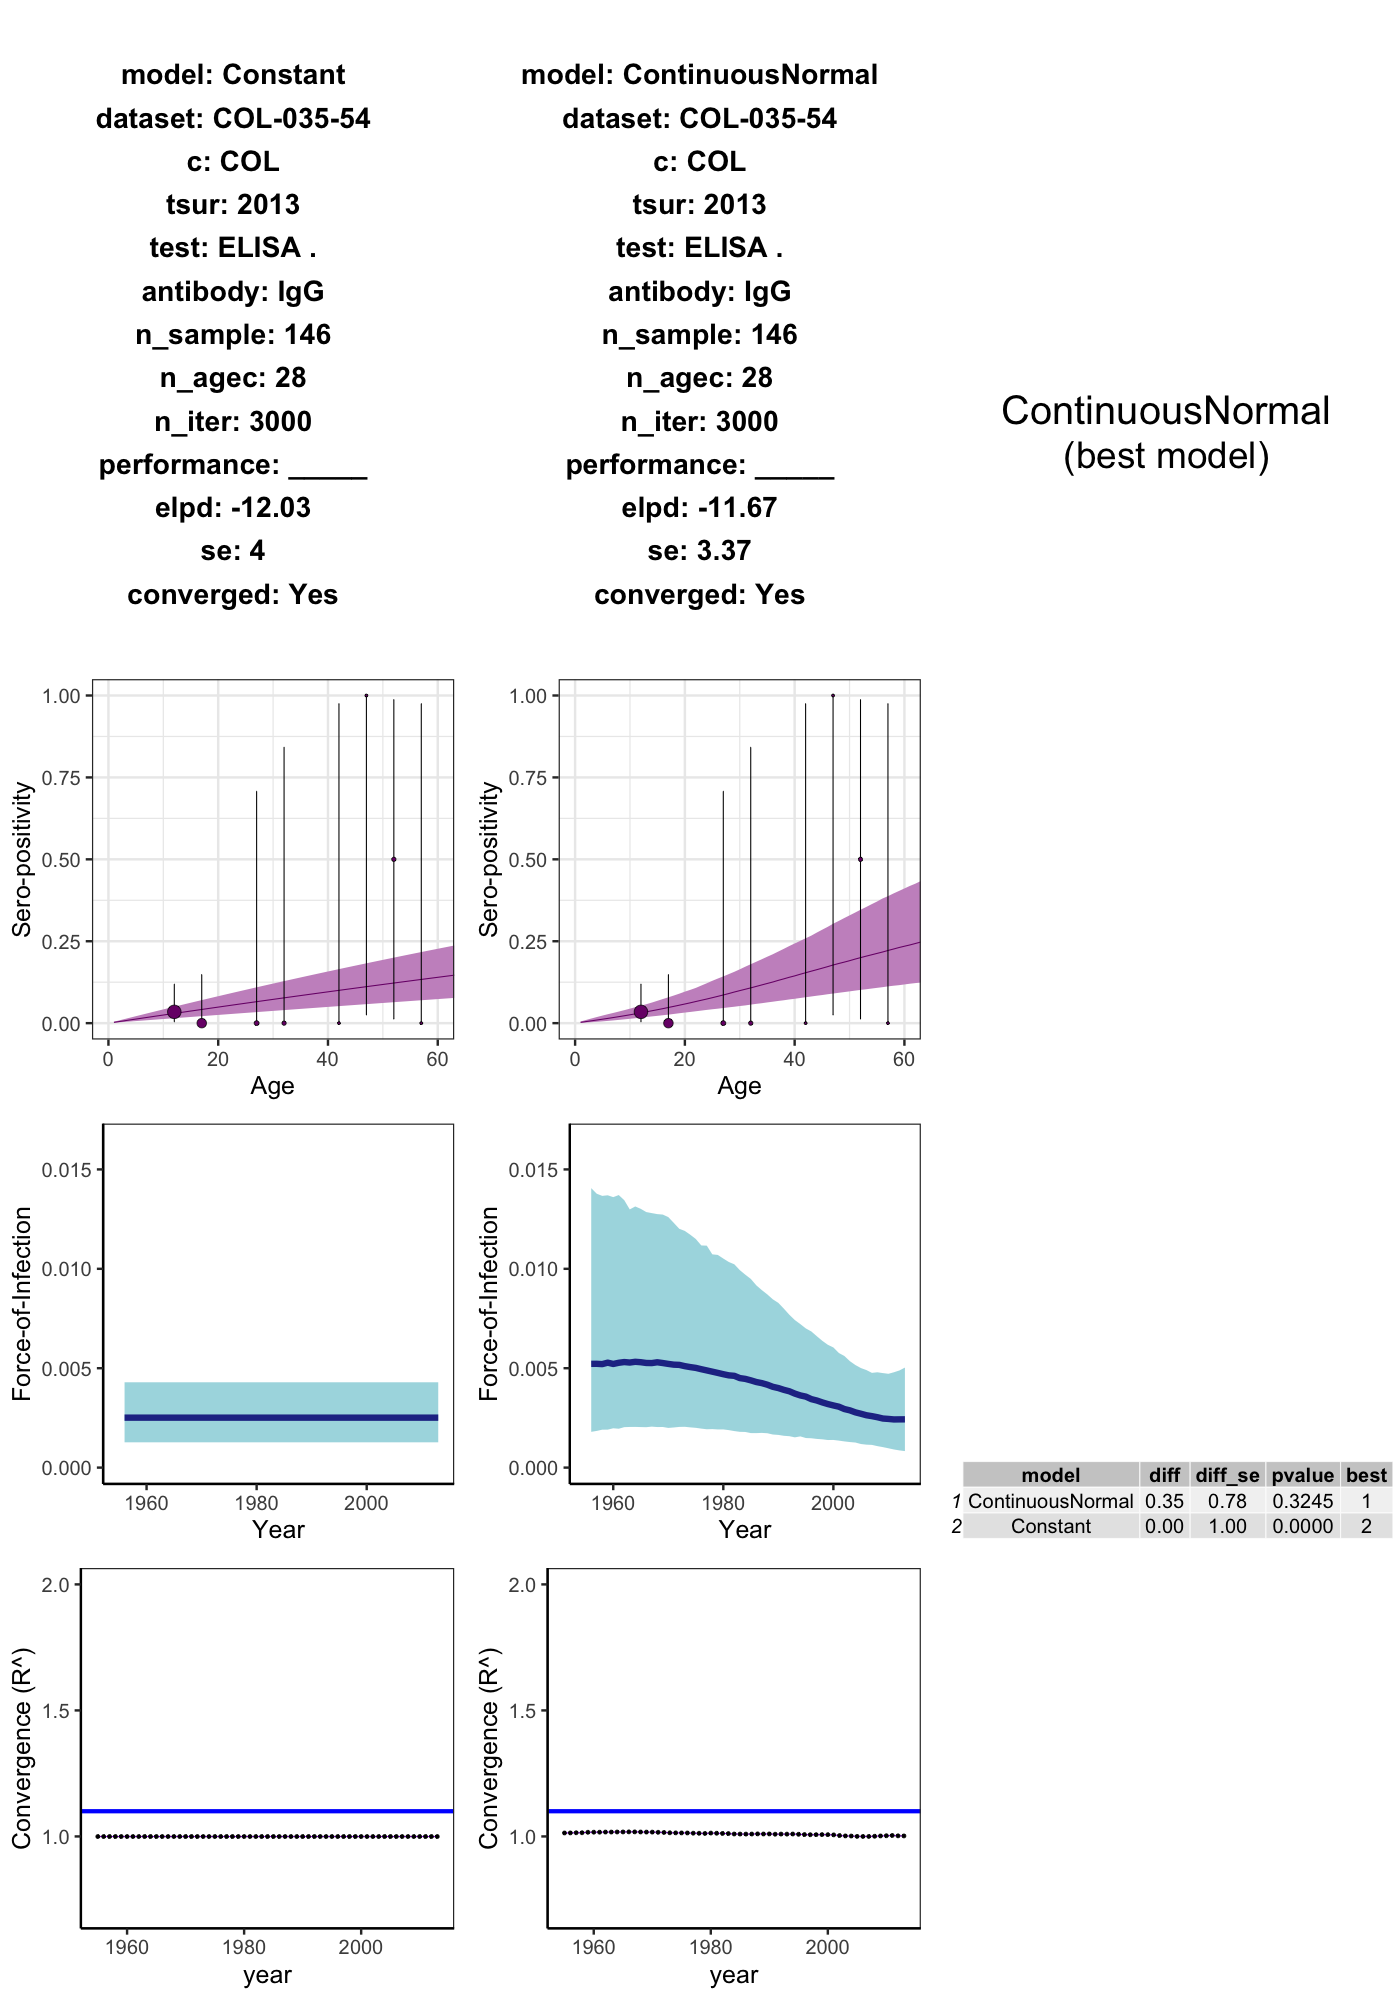 model: Constant
dataset: COL-035-54
c: COL
tsur: 2013
test: ELISA .
antibody: IgG
n_sample: 146
n_agec: 28
n_iter: 3000
performance: _____
elpd: -12.03
se: 4
converged: Yes
model: ContinuousNormal
dataset: COL-035-54
c: COL
tsur: 2013
test: ELISA .
antibody: IgG
n_sample: 146
n_agec: 28
n_iter: 3000
performance: _____
elpd: -11.67
se: 3.37
converged: Yes
ContinuousNormal
(best model)
Sero-positivity
1.00
0.75
0.50
0.25
0.00
0 20 40 60
Age
Sero-positivity
1.00
0.75
0.50
0.25
0.00
0 20 40 60
Age
Force-of-Infection
0.015
0.010
0.005
0.000
1960 1980 2000
Year
Force-of-Infection
0.015
0.010
0.005
0.000
1960 1980 2000
Year
model diff diff_se pvalue best
1 ContinuousNormal 0.35 0.78 0.3245 1
2 Constant 0.00 1.00 0.0000 2
Convergence (R^)
2.0
1.5
1.0
1960 1980 2000
year
Convergence (R^)
2.0
1.5
1.0
1960 1980 2000
year